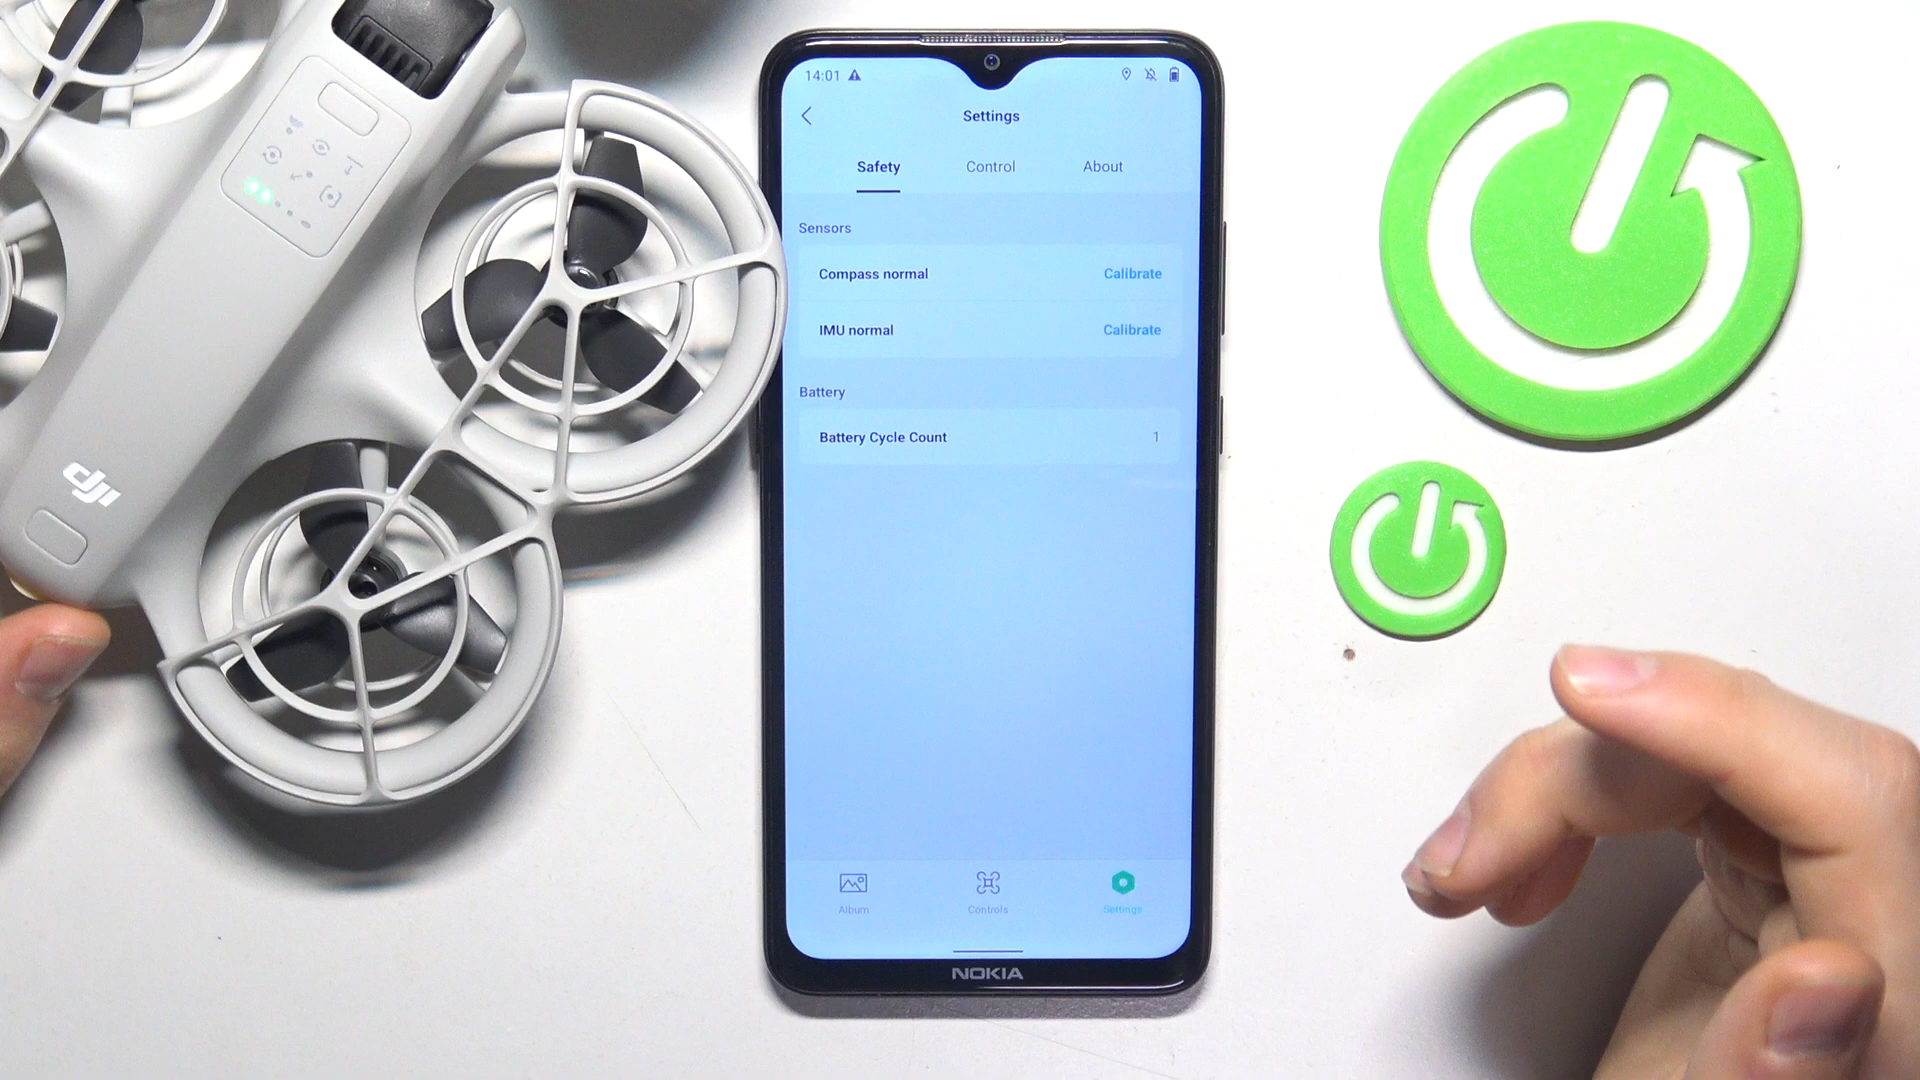 dji
14:01
Settings
Safety Control About
Sensors
Compass normal Calibrate
IMU normal Calibrate
Battery
Battery Cycle Count 1
Album Controls Settings
NOKIA